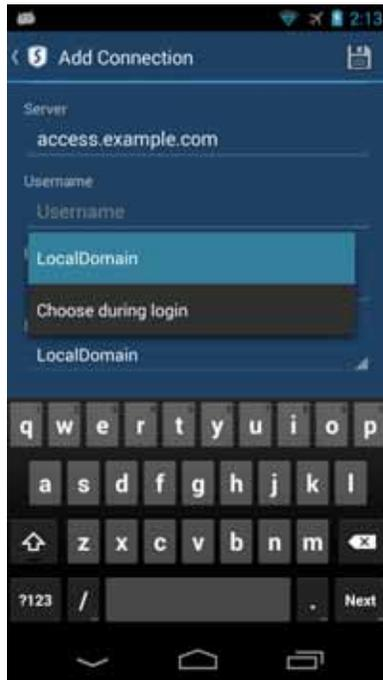 2:13
Add Connection
Server
access.example.com
Username
Username
LocalDomain
Choose during login
LocalDomain
q w e r t y u i o p
a s d f g h j k l
z x c v b n m
?123 / . Next